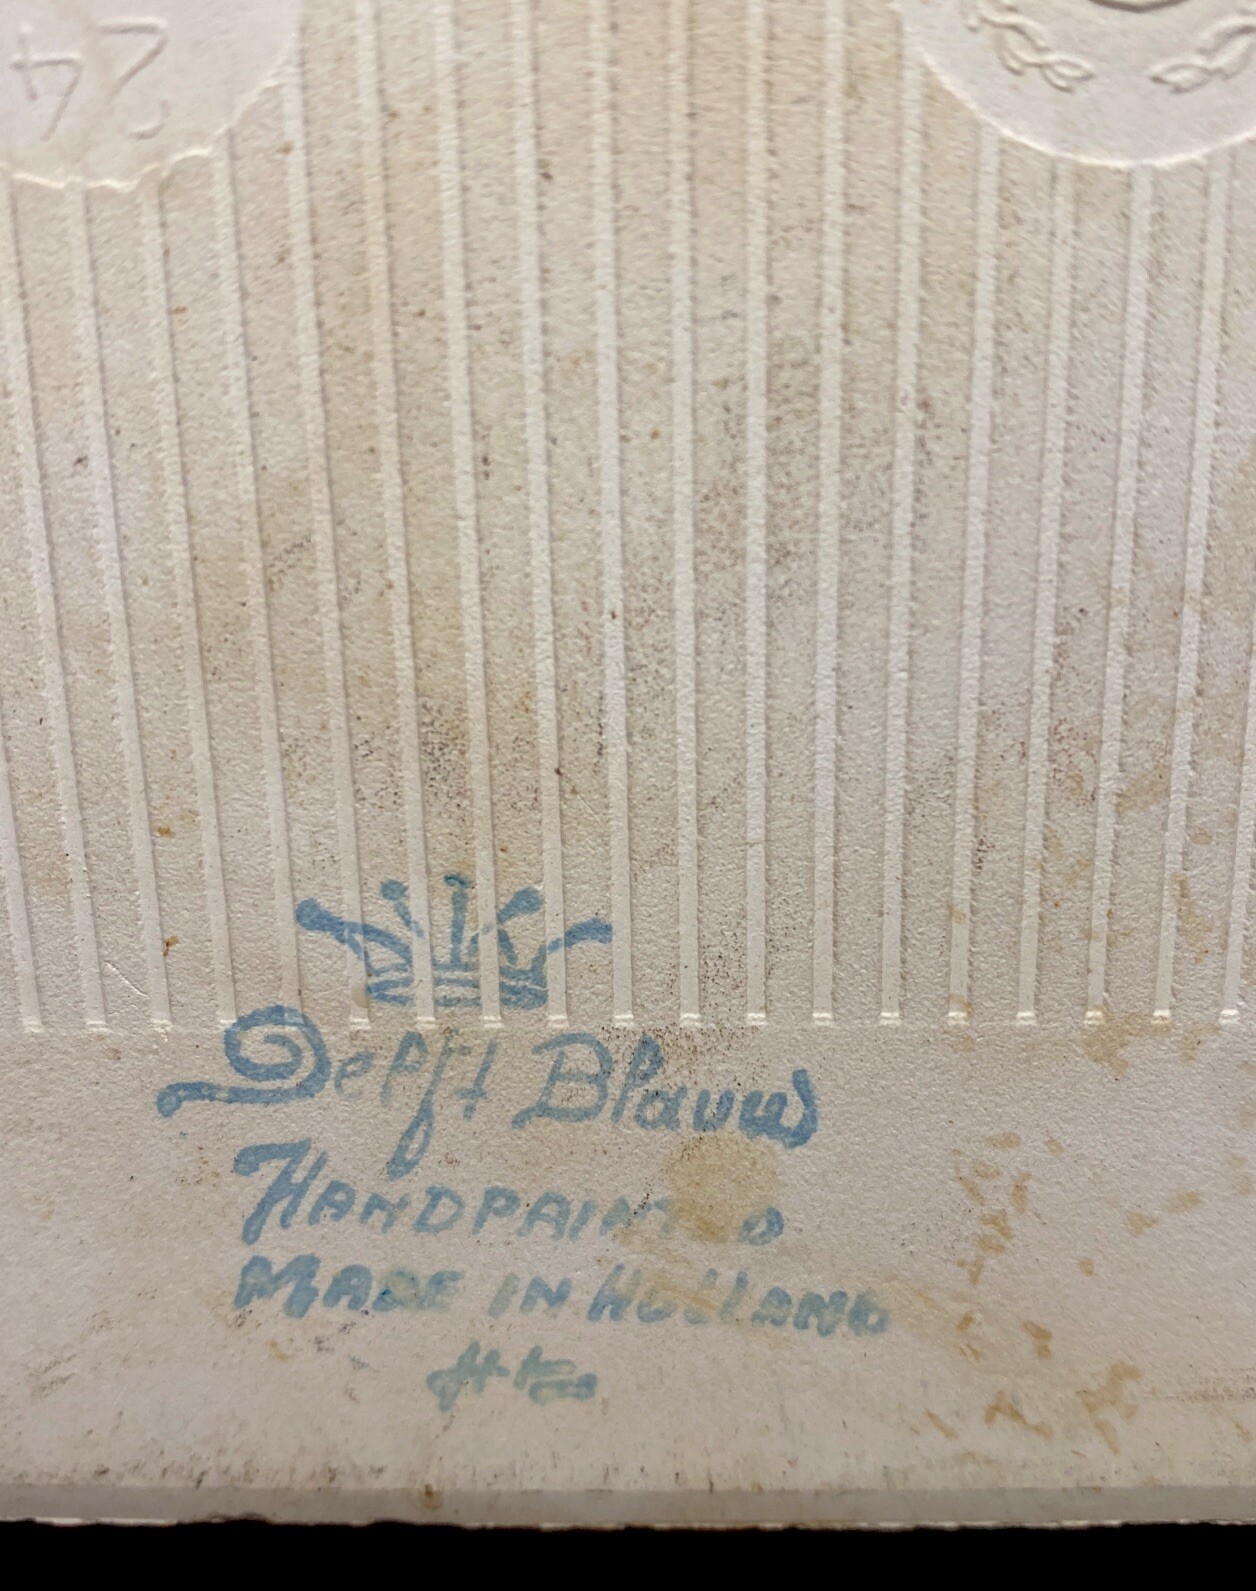 24
Delft Blauw
HANDPAINTED
MADE IN HOLLAND